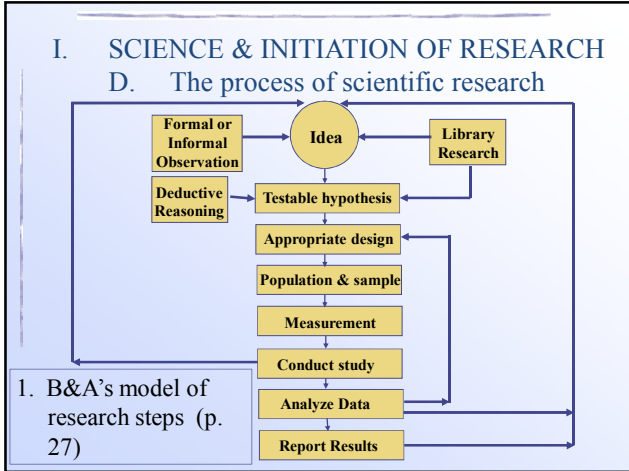 I. SCIENCE & INITIATION OF RESEARCH
D. The process of scientific research
Formal or
Informal
Observation
Idea
Library
Research
Deductive
Reasoning
Testable hypothesis
Appropriate design
Population & sample
Measurement
Conduct study
1. B&A’s model of
research steps (p.
27)
Analyze Data
Report Results